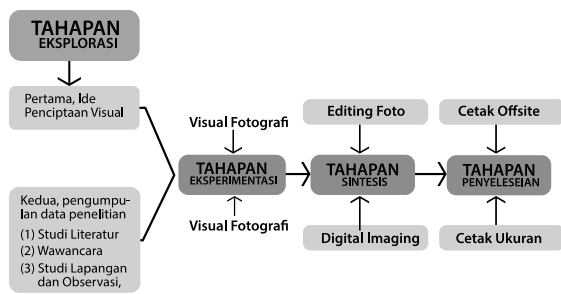 TAHAPAN
EKSPLORASI
Pertama, Ide
Penciptaan Visual
Kedua, pengumpu-
lan data penelitian
(1) Studi Literatur
(2) Wawancara
(3) Studi Lapangan
dan Observasi,
Visual Fotografi
TAHAPAN
EKSPERIMENTASI
Visual Fotografi
Editing Foto
TAHAPAN
SINTESIS
Digital Imaging
Cetak Offsite
TAHAPAN
PENYELESEIAN
Cetak Ukuran